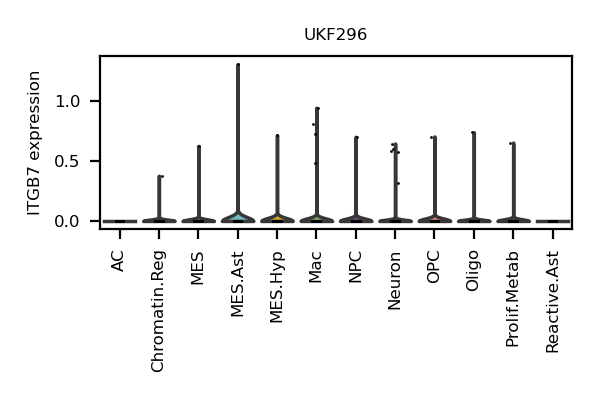 UKF296
ITGB7 expression
1.0
0.5
0.0
AC
Chromatin.Reg
MES
MES.Ast
MES.Hyp
Mac
NPC
Neuron
OPC
Oligo
Prolif.Metab
Reactive.Ast